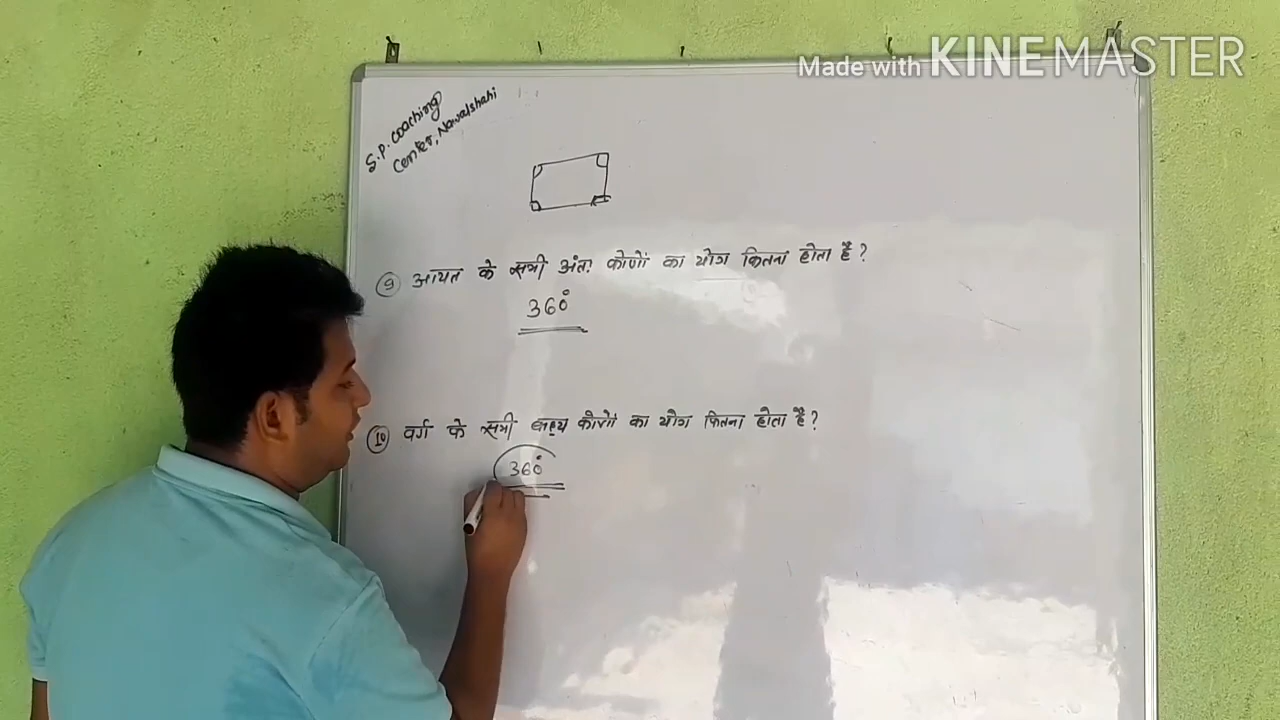 Made with KINEMASTER
S.P. Coaching
Center, Nawalshahi
9 आयत के सभी अंतः कोणों का योग कितना होता है?
360°
10 वर्ग के सभी बाह्य कोणों का योग कितना होता है?
360°